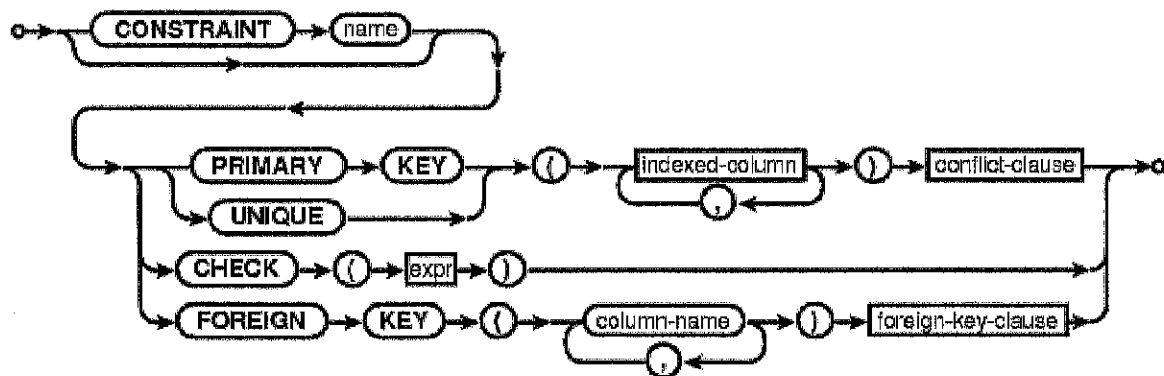 CONSTRAINT name
PRIMARY KEY ( indexed-column ) conflict-clause
,
UNIQUE
CHECK ( expr )
FOREIGN KEY ( column-name ) foreign-key-clause
,